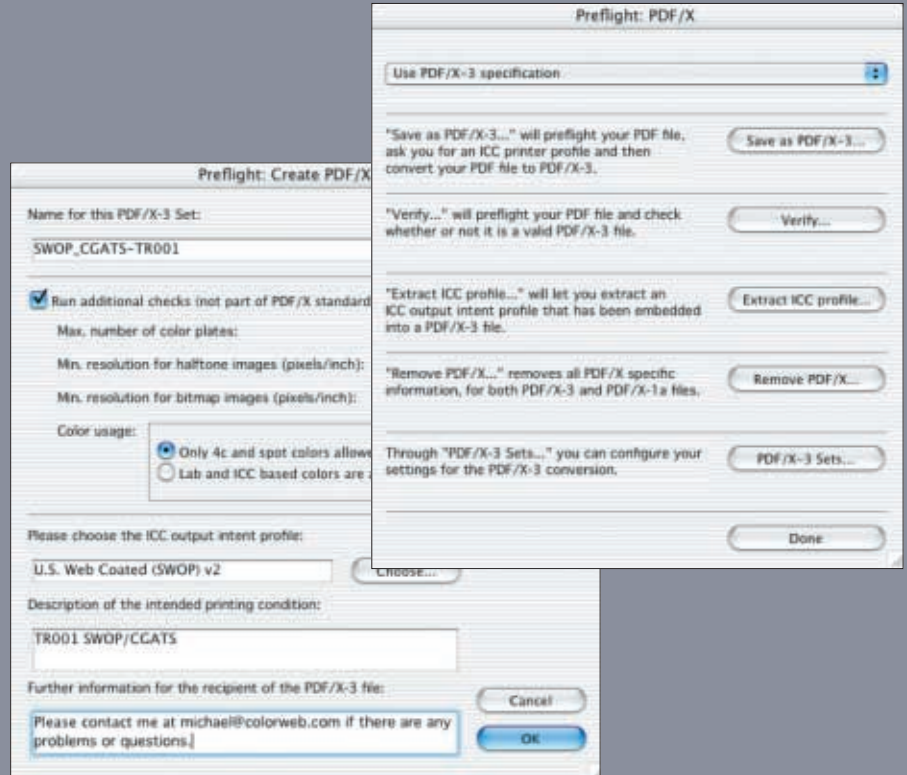 Preflight: PDF/X
Use PDF/X-3 specification
"Save as PDF/X-3..." will preflight your PDF file,
ask you for an ICC printer profile and then
convert your PDF file to PDF/X-3.
Save as PDF/X-3...
"Verify..." will preflight your PDF file and check
whether or not it is a valid PDF/X-3 file.
Verify...
"Extract ICC profile..." will let you extract an
ICC output intent profile that has been embedded
into a PDF/X-3 file.
Extract ICC profile...
"Remove PDF/X..." removes all PDF/X specific
information, for both PDF/X-3 and PDF/X-1a files.
Remove PDF/X...
Through "PDF/X-3 Sets..." you can configure your
settings for the PDF/X-3 conversion.
PDF/X-3 Sets...
Done
Preflight: Create PDF/X
Name for this PDF/X-3 Set:
SWOP_CGATS-TR001
Run additional checks (not part of PDF/X standard
Max. number of color plates:
Min. resolution for halftone images (pixels/inch):
Min. resolution for bitmap images (pixels/inch):
Color usage:
Only 4c and spot colors allowe
Lab and ICC based colors are
Please choose the ICC output intent profile:
U.S. Web Coated (SWOP) v2
Choose...
Description of the intended printing condition:
TR001 SWOP/CGATS
Further information for the recipient of the PDF/X-3 file:
Please contact me at michael@colorweb.com if there are any
problems or questions.
Cancel
OK